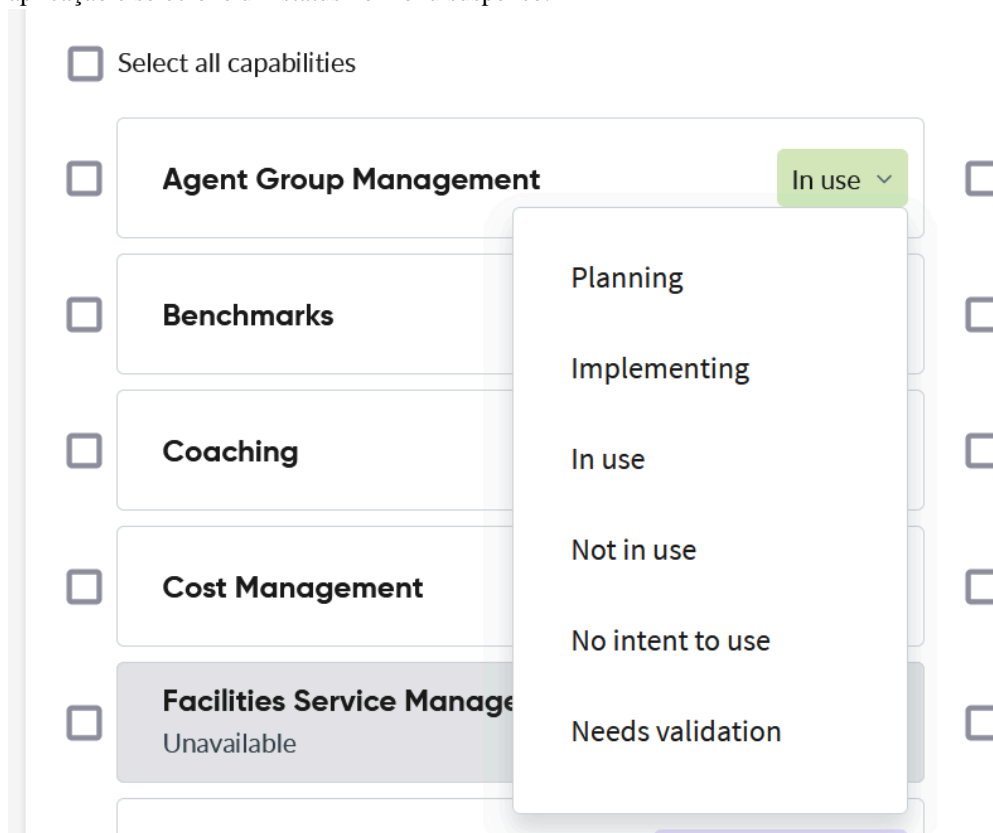 Select all capabilities
Agent Group Management
In use
Planning
Benchmarks
Implementing
Coaching
In use
Not in use
Cost Management
No intent to use
Facilities Service Manage
Unavailable
Needs validation